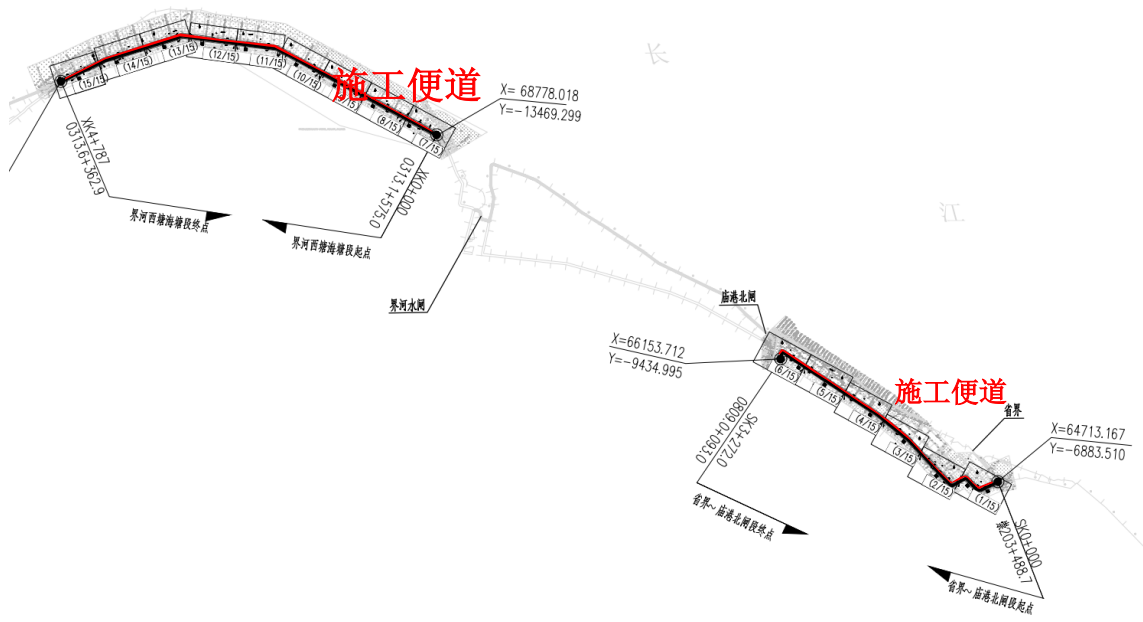 长
江
施工便道
(15/15)
(14/15)
(13/15)
(12/15)
(11/15)
(10/15)
(8/15)
(7/15)
X= 68778.018
Y=-13469.299
XK4+787
0313.6+362.9
XK0+000
0313.1+575.0
界河西塘海塘段终点
界河西塘海塘段起点
界河水闸
庙港北闸
X=66153.712
Y=-9434.995
施工便道
省界
X=64713.167
Y=-6883.510
(6/15)
(5/15)
(4/15)
(3/15)
(2/15)
(1/15)
SK3+272.0
0809.0+093.0
SK0+000
崇203+488.7
省界~庙港北闸段终点
省界~庙港北闸段起点